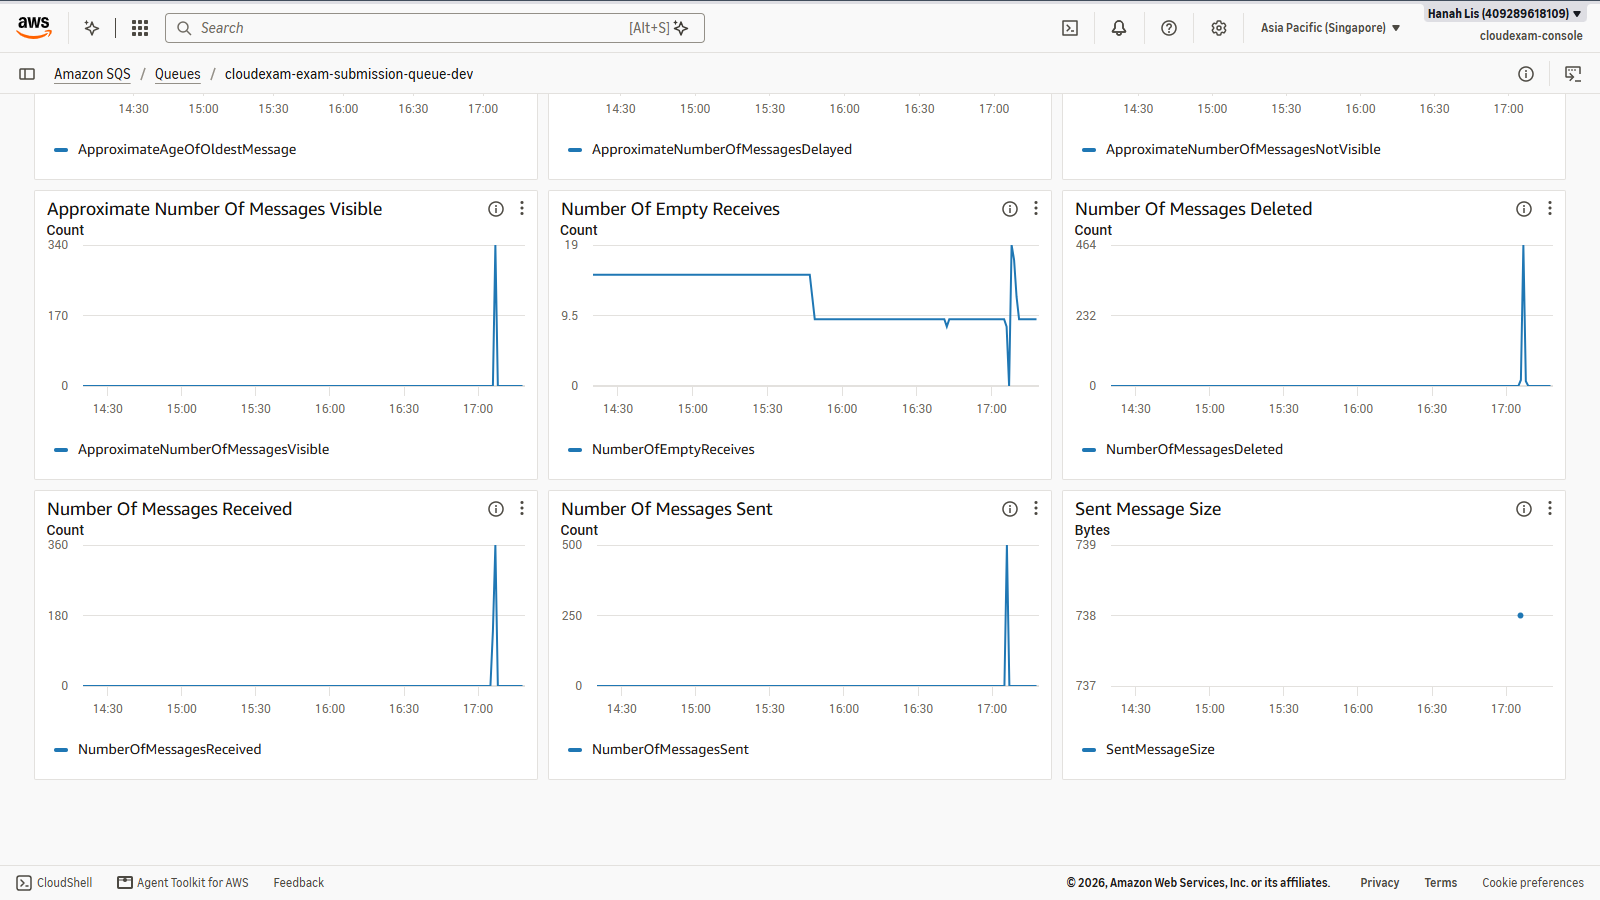 aws
Search
[Alt+S]
Asia Pacific (Singapore)
Hanah Lis (409289618109)
cloudexam-console
Amazon SQS / Queues / cloudexam-exam-submission-queue-dev
14:30 15:00 15:30 16:00 16:30 17:00
ApproximateAgeOfOldestMessage
14:30 15:00 15:30 16:00 16:30 17:00
ApproximateNumberOfMessagesDelayed
14:30 15:00 15:30 16:00 16:30 17:00
ApproximateNumberOfMessagesNotVisible
Approximate Number Of Messages Visible
Count
340
170
0
14:30 15:00 15:30 16:00 16:30 17:00
ApproximateNumberOfMessagesVisible
Number Of Empty Receives
Count
19
9.5
0
14:30 15:00 15:30 16:00 16:30 17:00
NumberOfEmptyReceives
Number Of Messages Deleted
Count
464
232
0
14:30 15:00 15:30 16:00 16:30 17:00
NumberOfMessagesDeleted
Number Of Messages Received
Count
360
180
0
14:30 15:00 15:30 16:00 16:30 17:00
NumberOfMessagesReceived
Number Of Messages Sent
Count
500
250
0
14:30 15:00 15:30 16:00 16:30 17:00
NumberOfMessagesSent
Sent Message Size
Bytes
739
738
737
14:30 15:00 15:30 16:00 16:30 17:00
SentMessageSize
CloudShell
Agent Toolkit for AWS
Feedback
© 2026, Amazon Web Services, Inc. or its affiliates.
Privacy
Terms
Cookie preferences